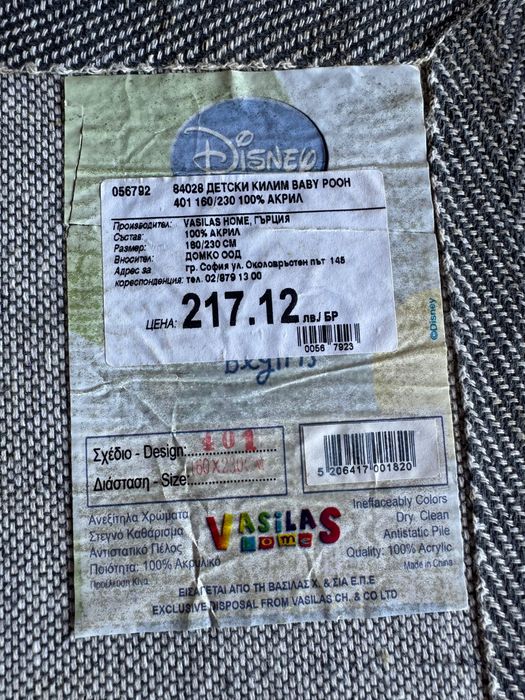 DISNEY
056792 84028 ДЕТСКИ КИЛИМ BABY POOH
401 160/230 100% АКРИЛ
Производител: VASILAS HOME, ГЪРЦИЯ
Състав: 100% АКРИЛ
Размер: 160/230 СМ
Вносител: ДОМКО ООД
Адрес за гр. София ул. Околовръстен път 146
кореспонденция: тел. 02/879 13 00
ЦЕНА: 217.12 лв./ БР
0056 7923
©Disney
Σχέδιο - Design: 401
Διάσταση - Size: 160X230
5 206417 001820
Ανεξίτηλα Χρώματα
Στεγνό Καθάρισμα
Αντιστατικό Πέλος
Ποιότητα: 100% Ακρυλικό
Προέλευση Κίνα
VASILAS
HOME
Ineffaceably Colors
Dry Clean
Antistatic Pile
Quality: 100% Acrylic
Made in China
ΕΙΣΑΓΕΤΑΙ ΑΠΟ ΤΗ ΒΑΣΙΛΑΣ Χ. & ΣΙΑ Ε.Π.Ε
EXCLUSIVE DISPOSAL FROM VASILAS CH. & CO LTD